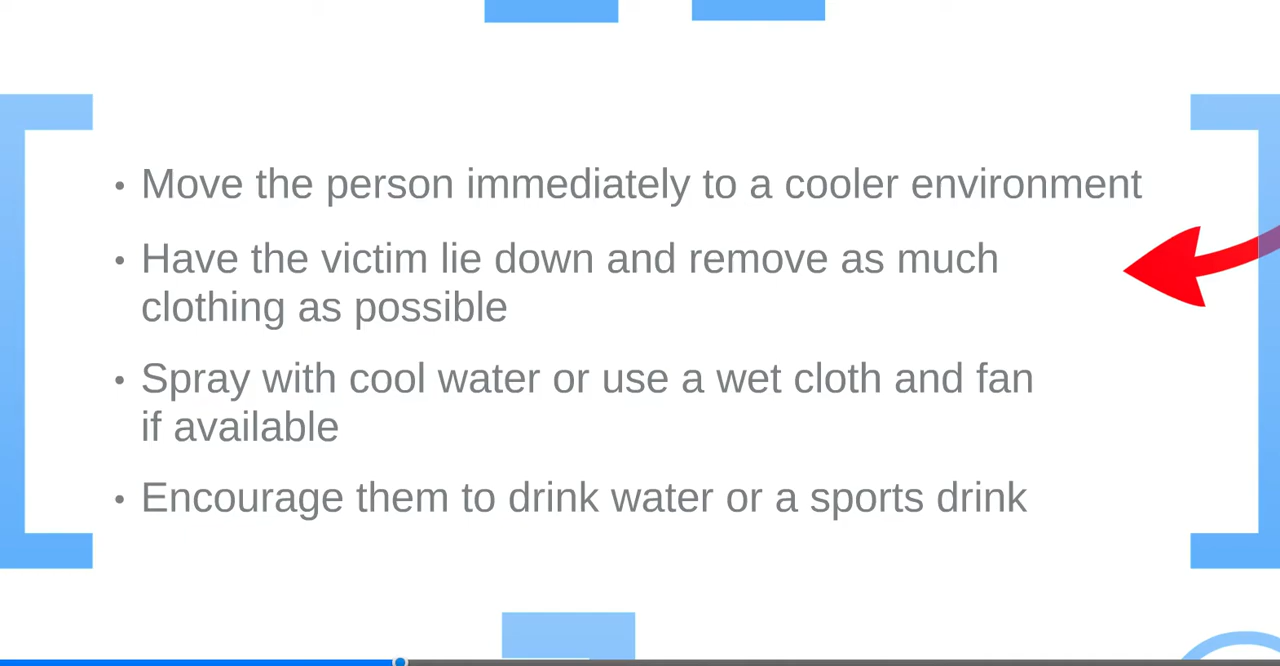 • Move the person immediately to a cooler environment
• Have the victim lie down and remove as much
clothing as possible
• Spray with cool water or use a wet cloth and fan
if available
• Encourage them to drink water or a sports drink